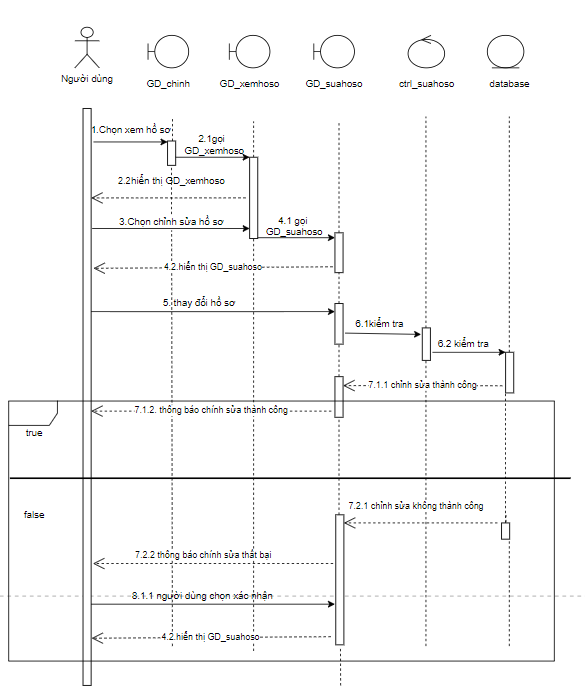 Người dùng
GD_chinh
GD_xemhoso
GD_suahoso
ctrl_suahoso
database
1.Chọn xem hồ sơ
2.1gọi
GD_xemhoso
2.2hiển thị GD_xemhoso
3.Chọn chỉnh sửa hồ sơ
4.1 gọi
GD_suahoso
4.2.hiển thị GD_suahoso
5. thay đổi hồ sơ
6.1kiểm tra
6.2 kiểm tra
7.1.1 chỉnh sửa thành công
7.1.2. thông báo chính sửa thành công
true
false
7.2.1 chỉnh sửa không thành công
7.2.2 thông báo chính sửa thất bại
8.1.1 người dùng chọn xác nhận
4.2.hiển thị GD_suahoso